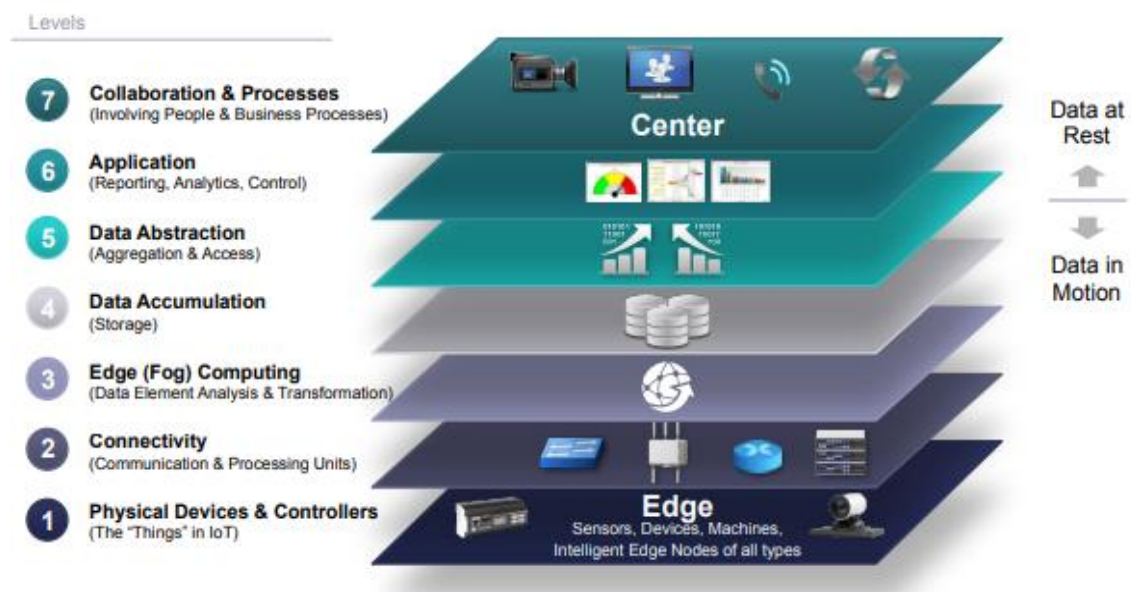 Levels
7
Collaboration & Processes
(Involving People & Business Processes)
6
Application
(Reporting, Analytics, Control)
5
Data Abstraction
(Aggregation & Access)
4
Data Accumulation
(Storage)
3
Edge (Fog) Computing
(Data Element Analysis & Transformation)
2
Connectivity
(Communication & Processing Units)
1
Physical Devices & Controllers
(The “Things” in IoT)
Center
Edge
Sensors, Devices, Machines,
Intelligent Edge Nodes of all types
Data at
Rest
Data in
Motion